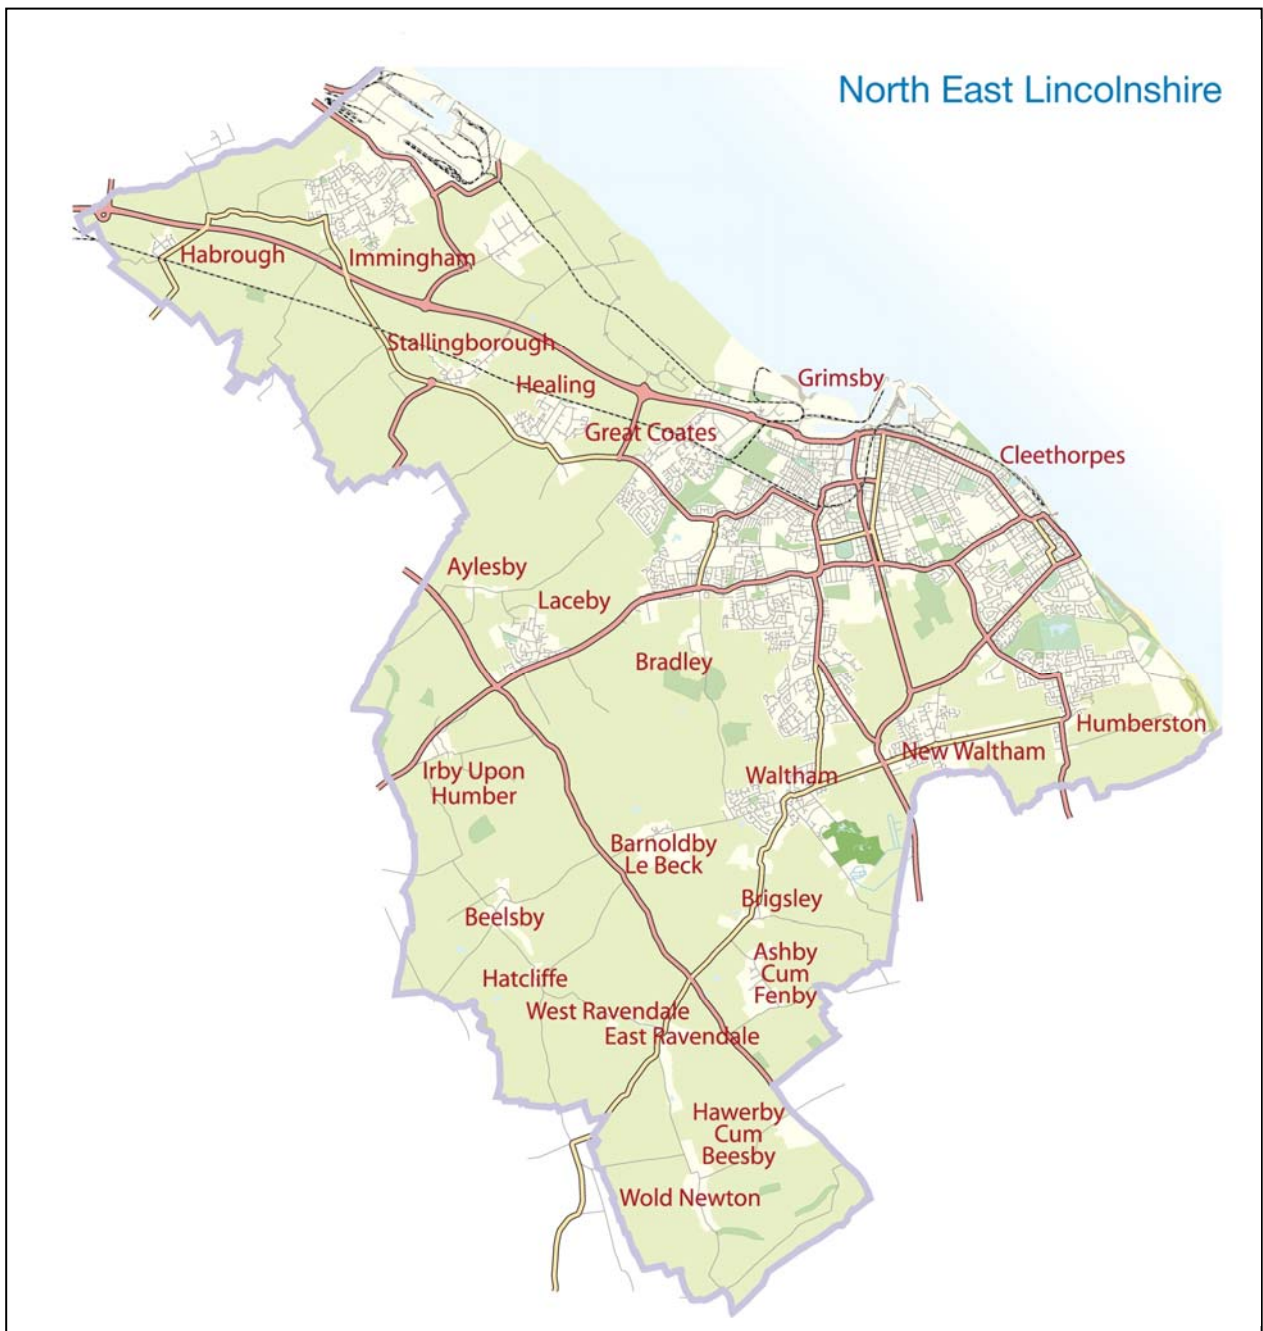 North East Lincolnshire
Habrough
Immingham
Stallingborough
Healing
Grimsby
Great Coates
Cleethorpes
Aylesby
Laceby
Bradley
Humberston
New Waltham
Irby Upon
Humber
Waltham
Barnoldby
Le Beck
Brigsley
Beelsby
Ashby
Cum
Fenby
Hatcliffe
West Ravendale
East Ravendale
Hawerby
Cum
Beesby
Wold Newton